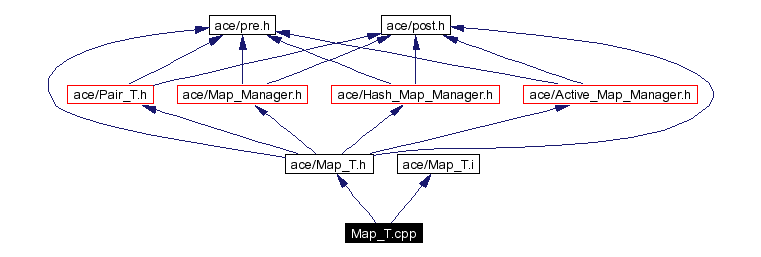 ace/pre.h
ace/post.h
ace/Pair_T.h
ace/Map_Manager.h
ace/Hash_Map_Manager.h
ace/Active_Map_Manager.h
ace/Map_T.h
ace/Map_T.i
Map_T.cpp